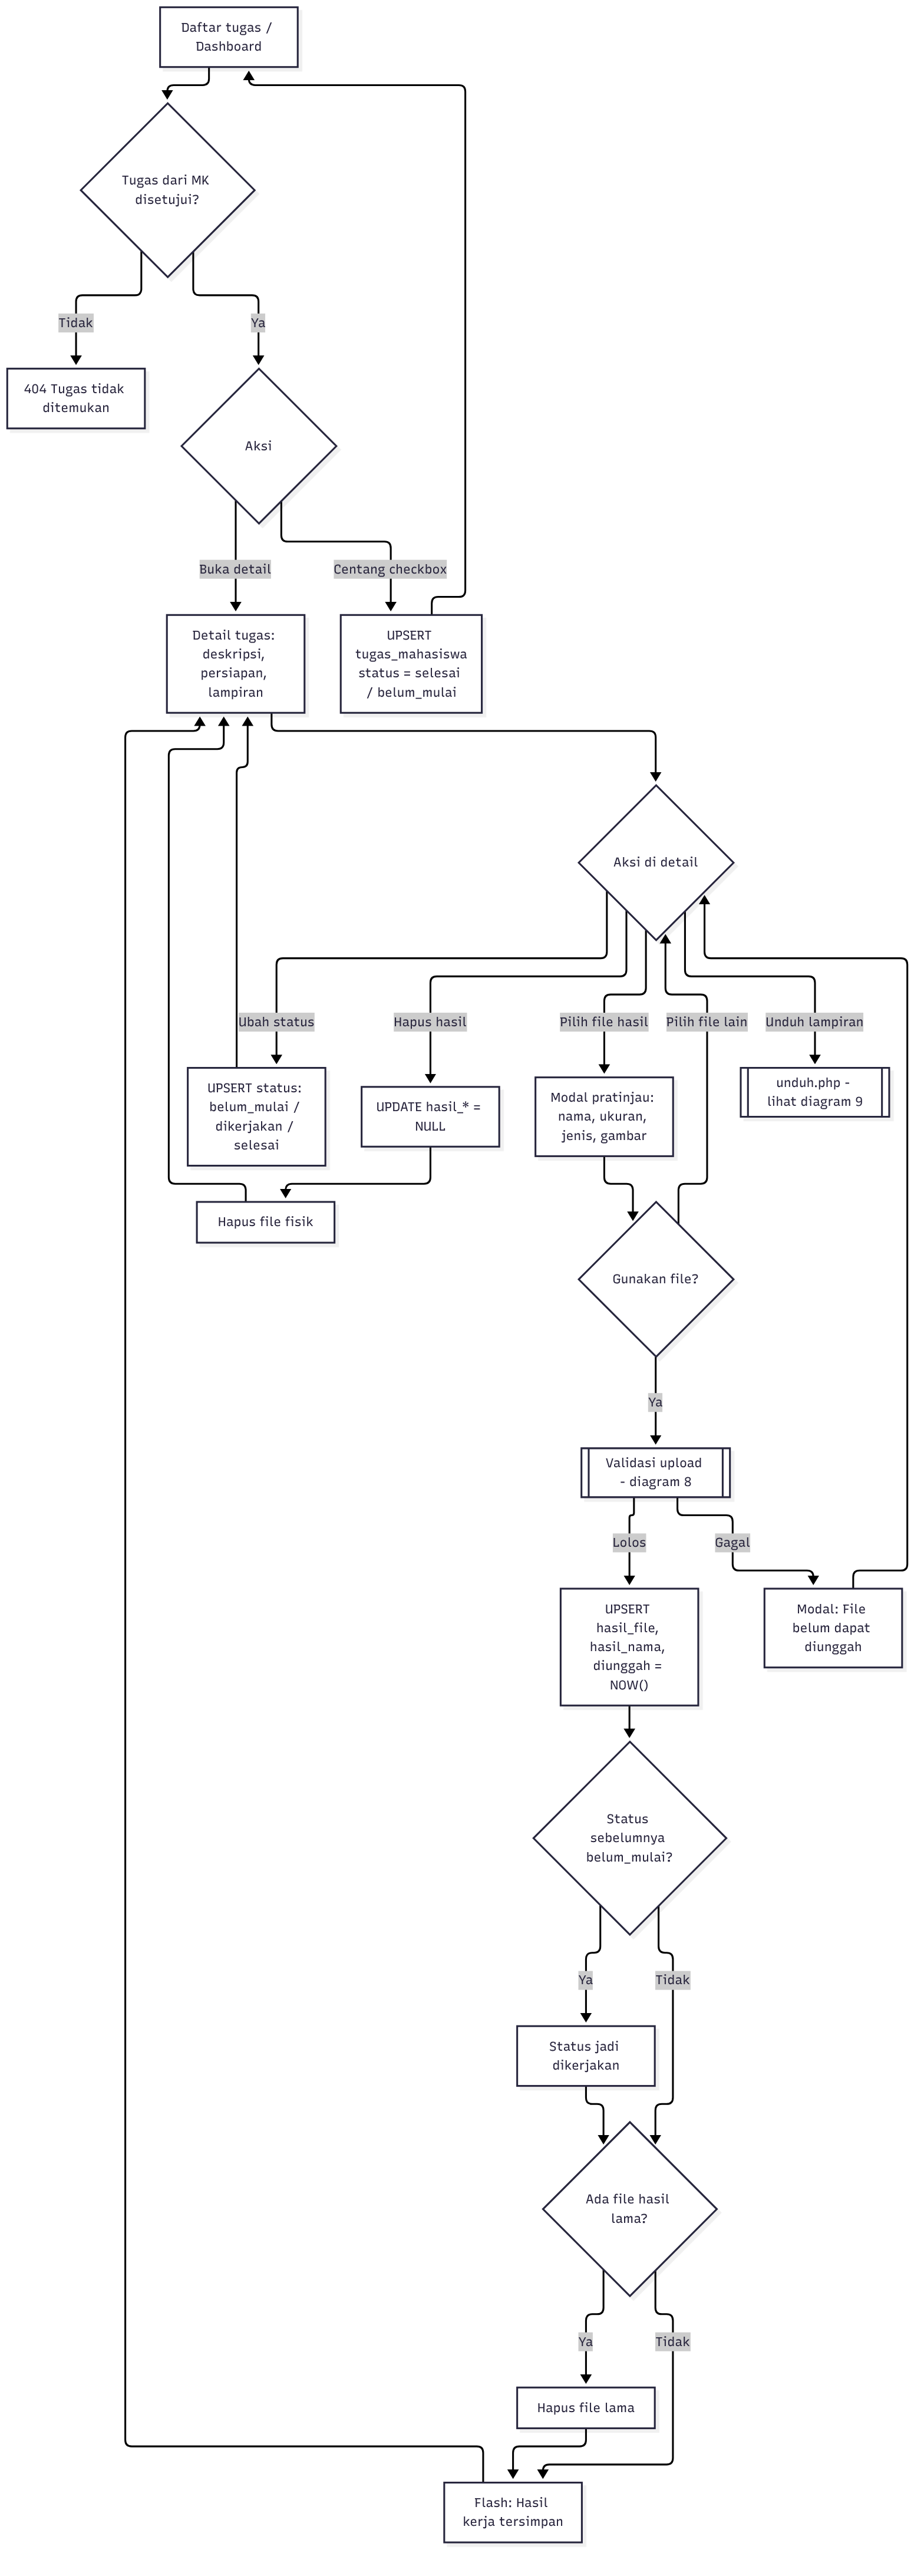 Daftar tugas /
Dashboard
Tugas dari MK
disetujui?
Tidak
Ya
404 Tugas tidak
ditemukan
Aksi
Buka detail
Centang checkbox
Detail tugas:
deskripsi,
persiapan,
lampiran
UPSERT
tugas_mahasiswa
status = selesai
/ belum_mulai
Aksi di detail
Ubah status
Hapus hasil
Pilih file hasil
Pilih file lain
Unduh lampiran
UPSERT status:
belum_mulai /
dikerjakan /
selesai
UPDATE hasil_* =
NULL
Modal pratinjau:
nama, ukuran,
jenis, gambar
unduh.php -
lihat diagram 9
Hapus file fisik
Gunakan file?
Ya
Validasi upload
- diagram 8
Lolos
Gagal
UPSERT
hasil_file,
hasil_nama,
diunggah =
NOW()
Modal: File
belum dapat
diunggah
Status
sebelumnya
belum_mulai?
Ya
Tidak
Status jadi
dikerjakan
Ada file hasil
lama?
Ya
Tidak
Hapus file lama
Flash: Hasil
kerja tersimpan